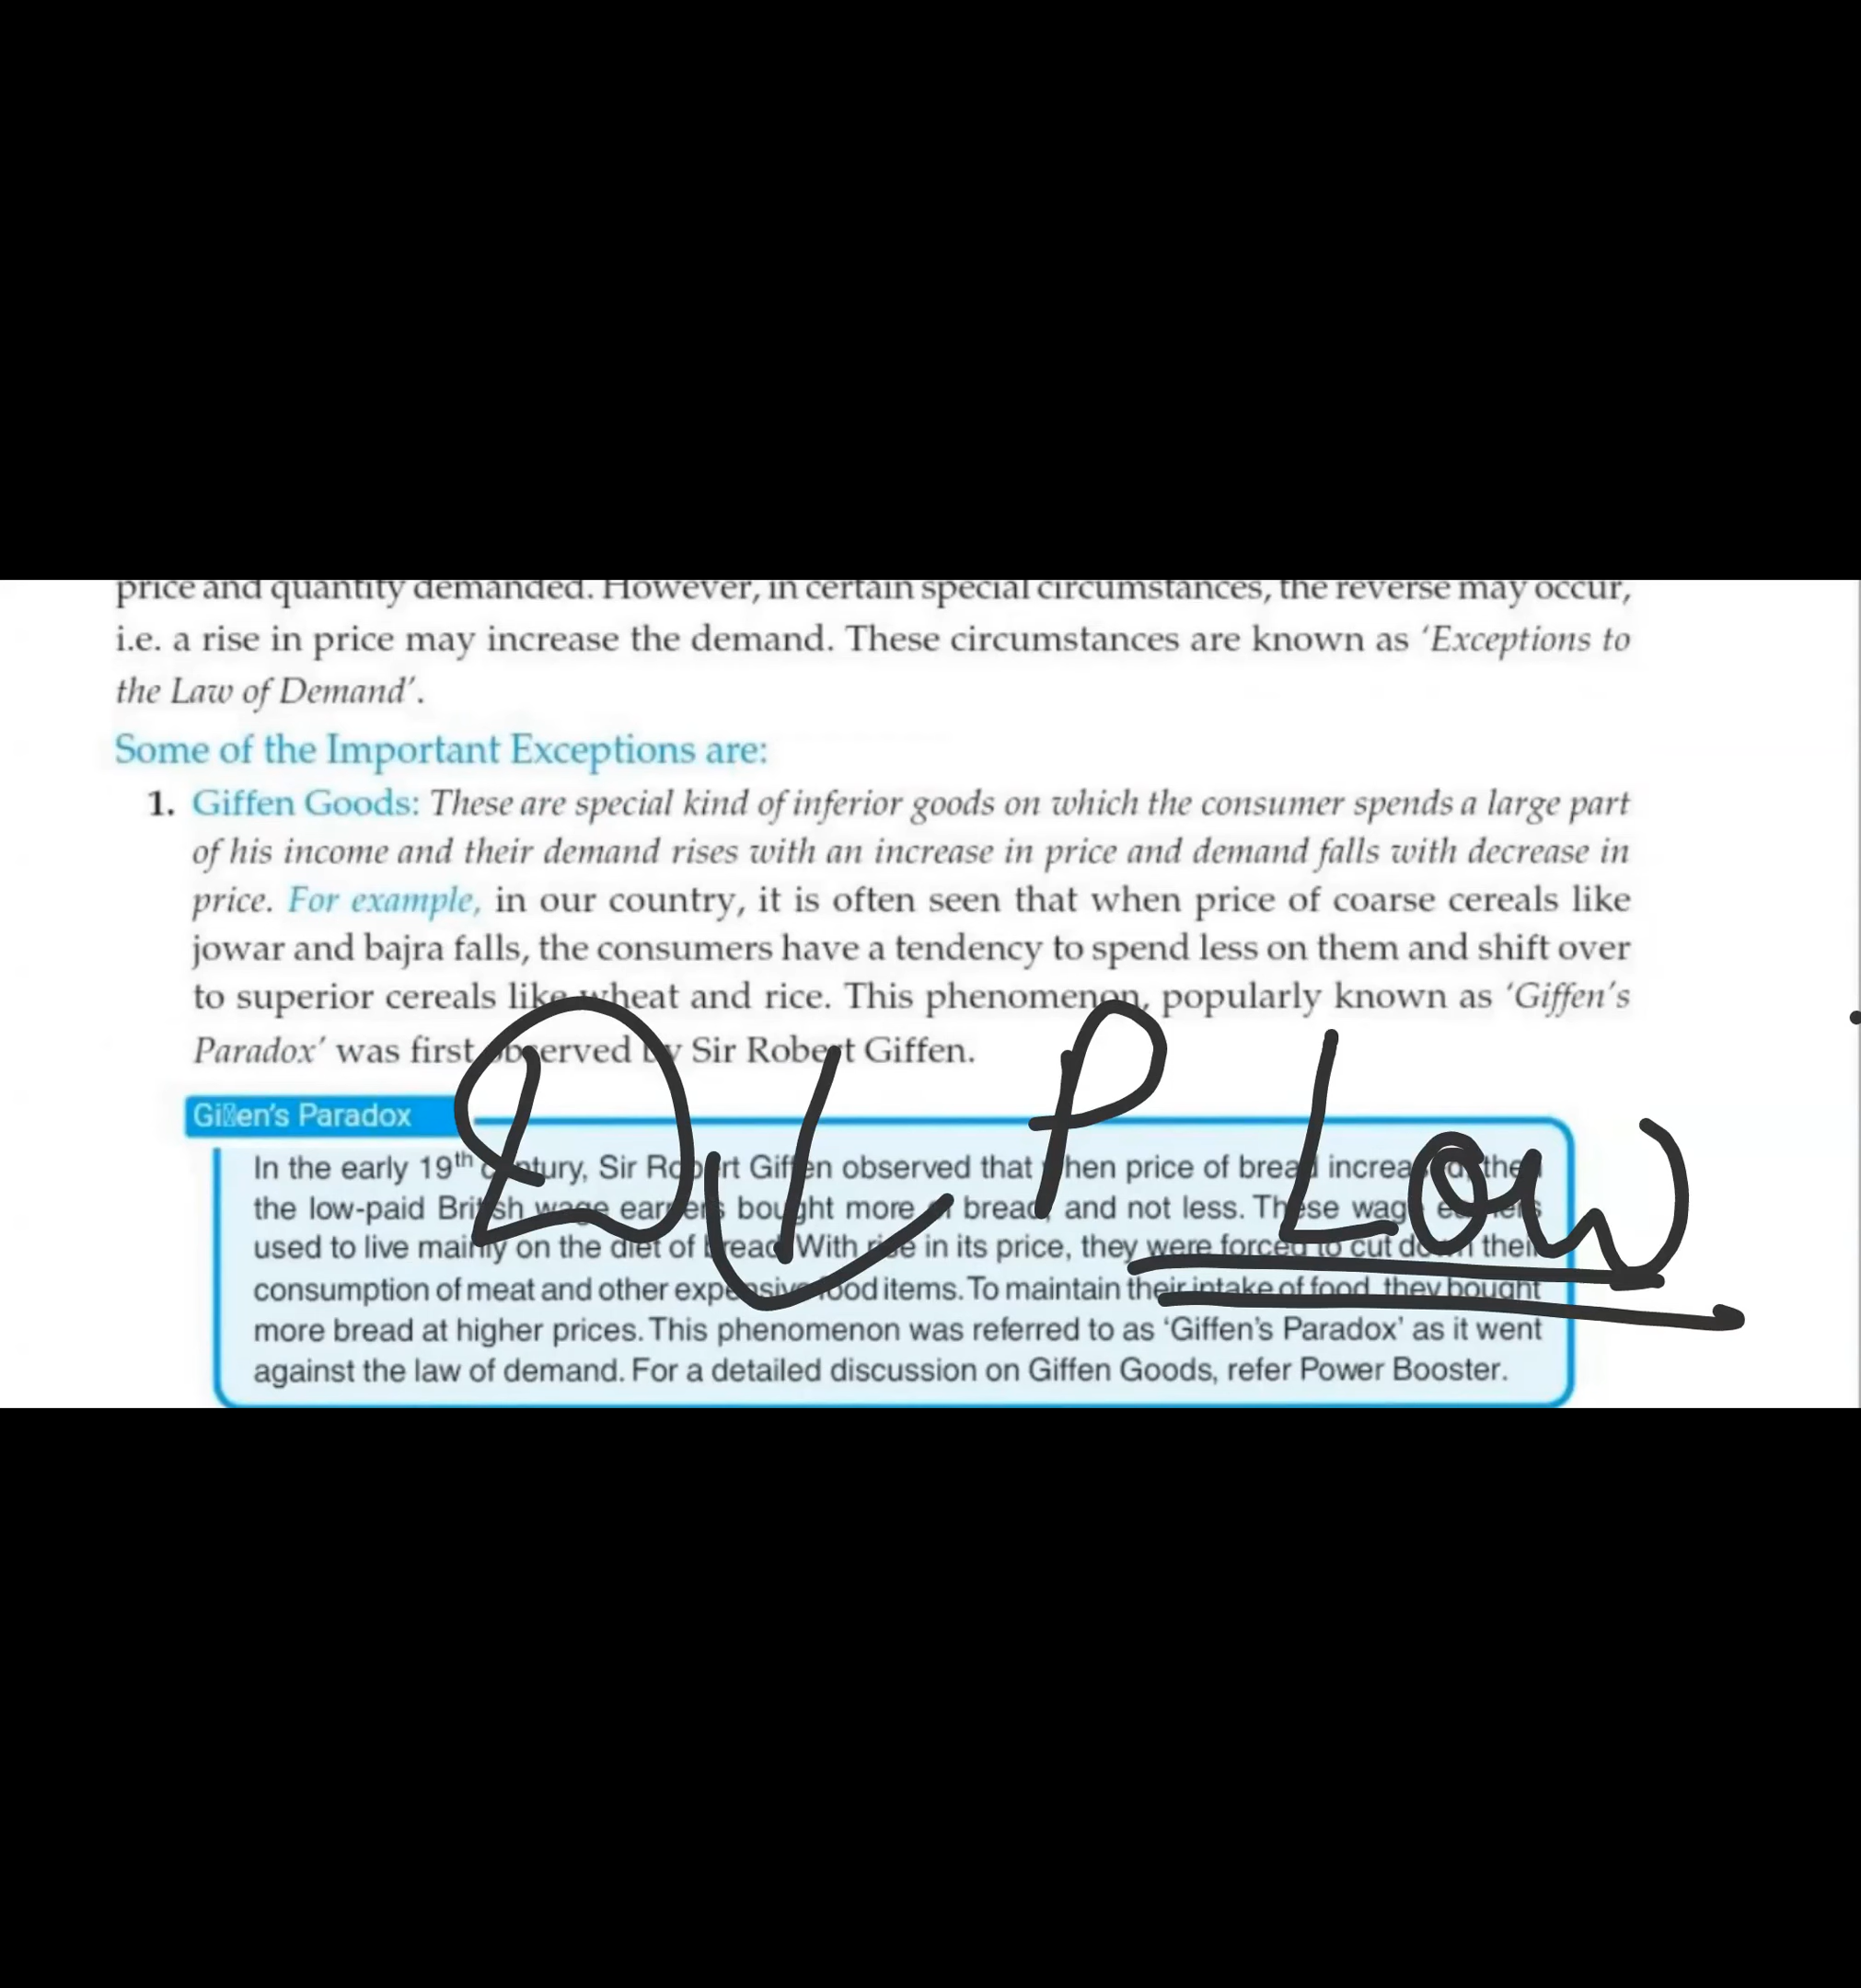 price and quantity demanded. However, in certain special circumstances, the reverse may occur,
i.e. a rise in price may increase the demand. These circumstances are known as ‘Exceptions to
the Law of Demand’.
Some of the Important Exceptions are:
1. Giffen Goods: These are special kind of inferior goods on which the consumer spends a large part
of his income and their demand rises with an increase in price and demand falls with decrease in
price. For example, in our country, it is often seen that when price of coarse cereals like
jowar and bajra falls, the consumers have a tendency to spend less on them and shift over
to superior cereals like wheat and rice. This phenomenon, popularly known as ‘Giffen’s
Paradox’ was first observed by Sir Robert Giffen.
D ↓ P Low
Giffen’s Paradox
In the early 19th century, Sir Robert Giffen observed that when price of bread increased, then
the low-paid British wage earners bought more of bread, and not less. These wage earners
used to live mainly on the diet of bread. With rise in its price, they were forced to cut down their
consumption of meat and other expensive food items. To maintain their intake of food, they bought
more bread at higher prices. This phenomenon was referred to as ‘Giffen’s Paradox’ as it went
against the law of demand. For a detailed discussion on Giffen Goods, refer Power Booster.